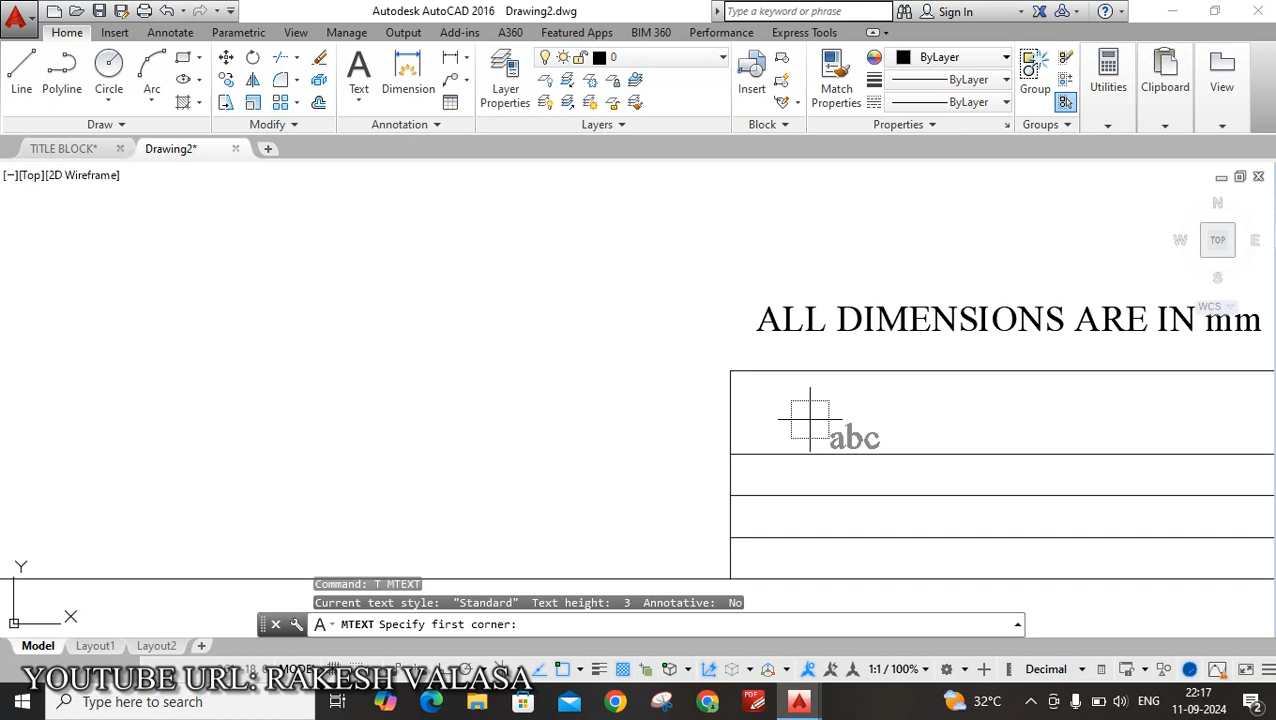 Autodesk AutoCAD 2016 Drawing2.dwg
Type a keyword or phrase
Sign In
Home Insert Annotate Parametric View Manage Output Add-ins A360 Featured Apps BIM 360 Performance Express Tools
Line Polyline Circle Arc
Text Dimension
Layer Properties
0
Insert
Match Properties
ByLayer
ByLayer
ByLayer
Group
Utilities
Clipboard
View
Draw Modify Annotation Layers Block Properties Groups
TITLE BLOCK* Drawing2*
[−][Top][2D Wireframe]
N
W TOP E
S
WCS
ALL DIMENSIONS ARE IN mm
abc
Y
X
Command: T MTEXT
Current text style: "Standard" Text height: 3 Annotative: No
MTEXT Specify first corner:
Model Layout1 Layout2
MODEL
1:1 / 100%
Decimal
YOUTUBE URL: RAKESH VALASA
Type here to search
32°C
ENG
22:17
11-09-2024
2